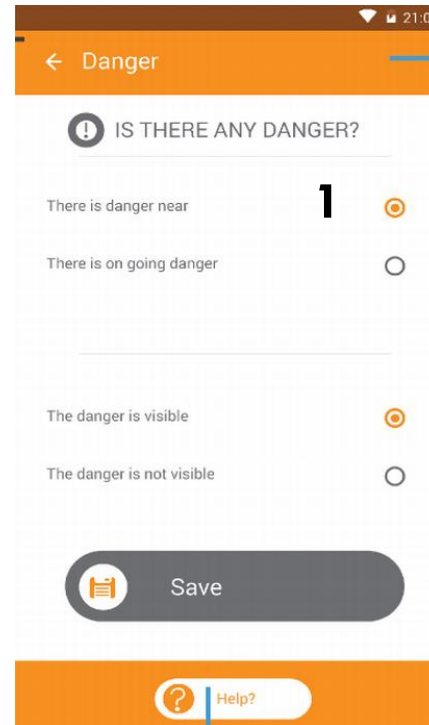 21:0
Danger
IS THERE ANY DANGER?
There is danger near
1
There is on going danger
The danger is visible
The danger is not visible
Save
Help?